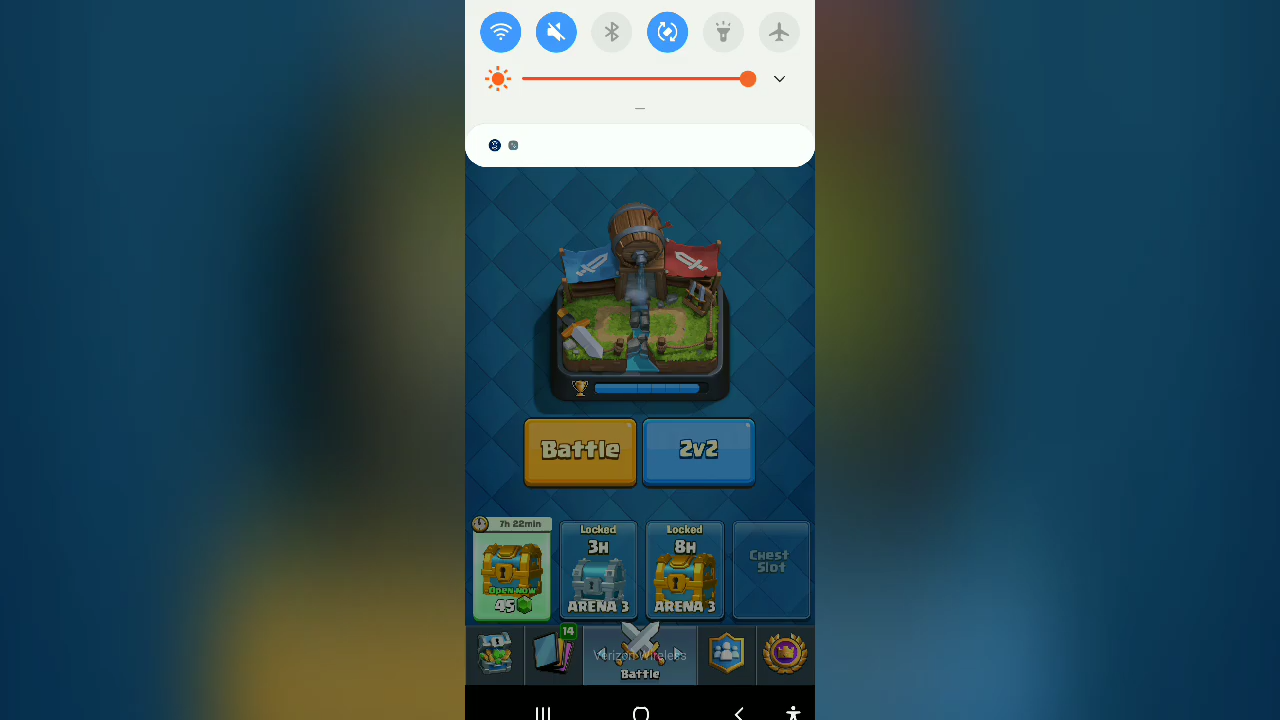 Battle
2v2
7h 22min
Open Now
45
Locked
3H
ARENA 3
Locked
8H
ARENA 3
Chest
Slot
14
Verizon Wireless
Battle